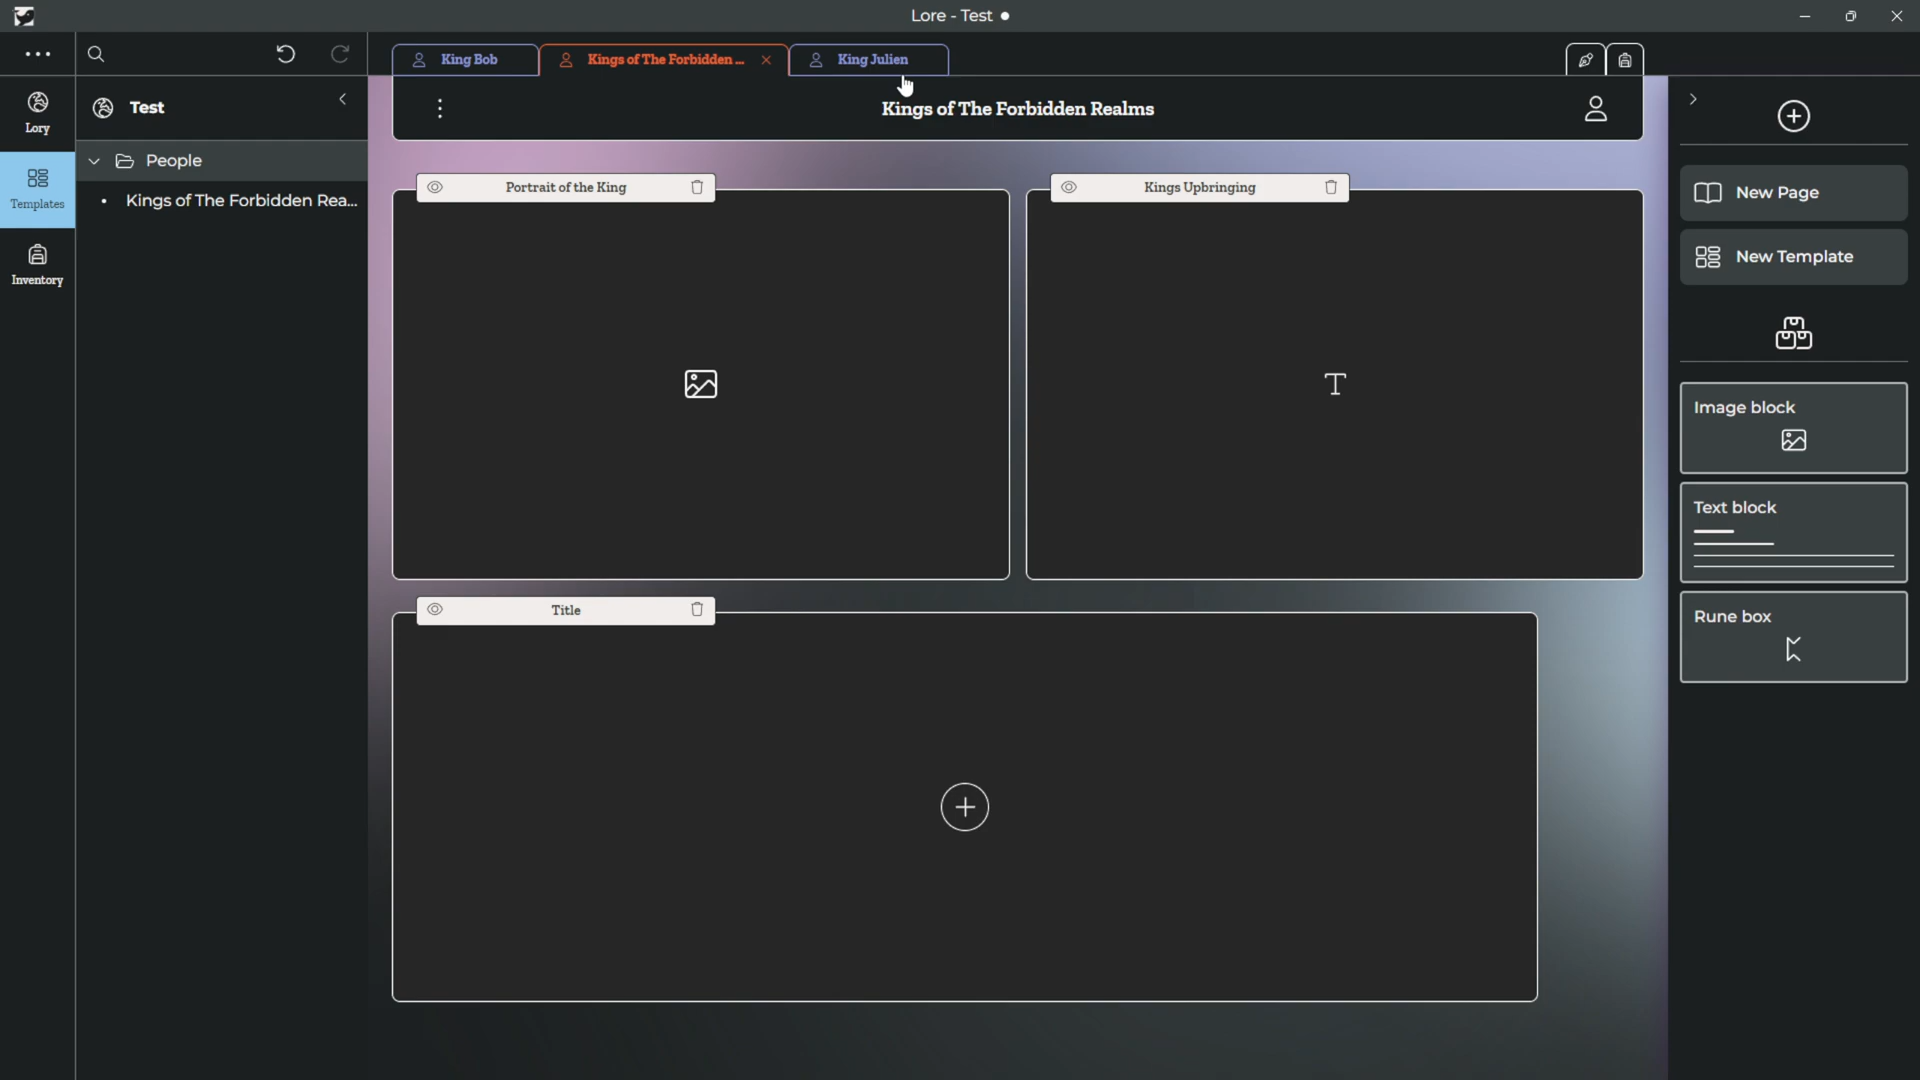 Lore - Test
King Bob
Kings of The Forbidden ...
King Julien
Lory
Test
Kings of The Forbidden Realms
New Page
People
Portrait of the King
Kings Upbringing
Templates
Kings of The Forbidden Rea...
New Template
Inventory
Image block
Text block
Title
Rune box